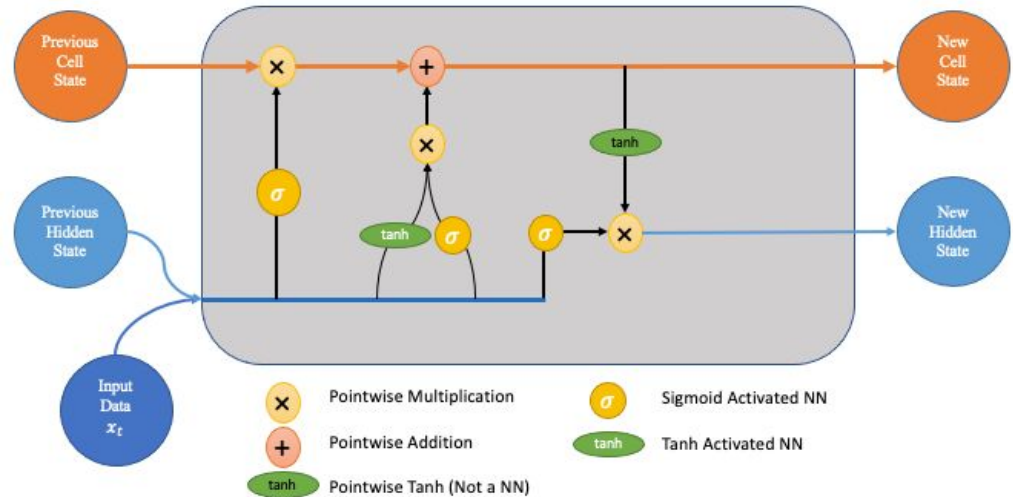 Previous
Cell
State
×
+
New
Cell
State
×
tanh
σ
Previous
Hidden
State
tanh
σ
σ
×
New
Hidden
State
Input
Data
xₜ
× Pointwise Multiplication
σ Sigmoid Activated NN
+ Pointwise Addition
tanh Tanh Activated NN
tanh Pointwise Tanh (Not a NN)